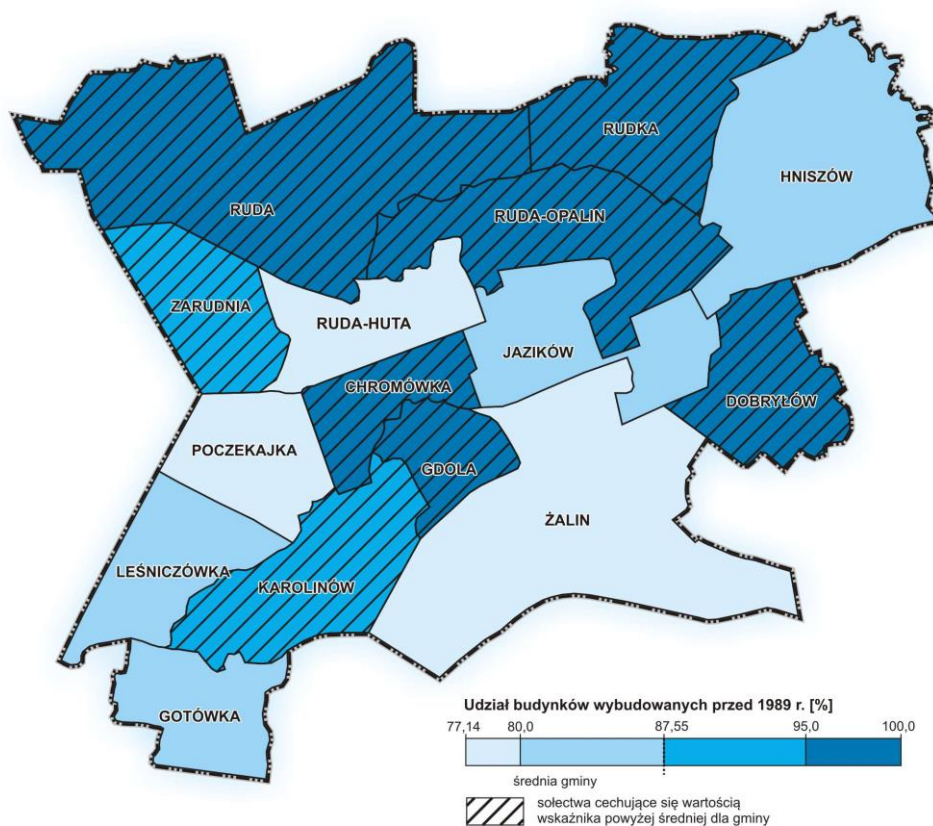 RUDKA
HNISZÓW
RUDA
RUDA-OPALIN
ZARUDNIA
RUDA-HUTA
JAZIKÓW
CHROMÓWKA
DOBRYŁÓW
POCZEKAJKA
GDOLA
ŻALIN
LEŚNICZÓWKA
KAROLINÓW
GOTÓWKA
Udział budynków wybudowanych przed 1989 r. [%]
77,14 80,0 87,55 95,0 100,0
średnia gminy
sołectwa cechujące się wartością
wskaźnika powyżej średniej dla gminy